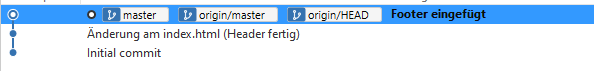 master origin/master origin/HEAD Footer eingefügt
Änderung am index.html (Header fertig)
Initial commit